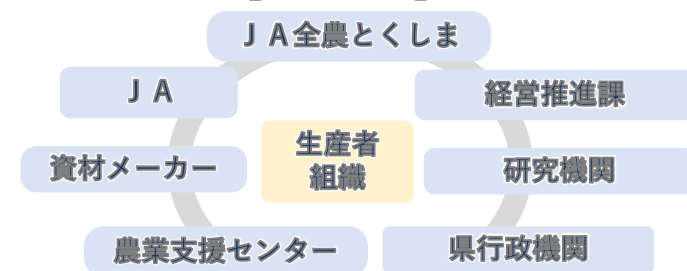 ＪＡ全農とくしま
ＪＡ
経営推進課
生産者
組織
資材メーカー
研究機関
農業支援センター
県行政機関